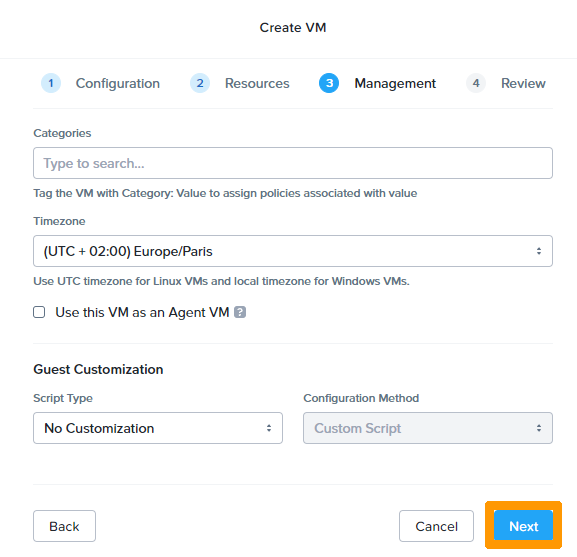 Create VM
1 Configuration 2 Resources 3 Management 4 Review
Categories
Type to search...
Tag the VM with Category: Value to assign policies associated with value
Timezone
(UTC + 02:00) Europe/Paris
Use UTC timezone for Linux VMs and local timezone for Windows VMs.
Use this VM as an Agent VM ?
Guest Customization
Script Type Configuration Method
No Customization Custom Script
Back Cancel Next